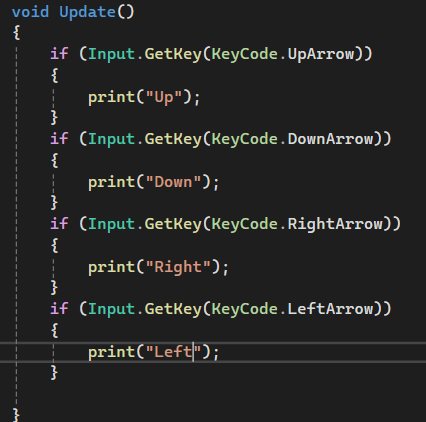 void Update()
{
    if (Input.GetKey(KeyCode.UpArrow))
    {
        print("Up");
    }
    if (Input.GetKey(KeyCode.DownArrow))
    {
        print("Down");
    }
    if (Input.GetKey(KeyCode.RightArrow))
    {
        print("Right");
    }
    if (Input.GetKey(KeyCode.LeftArrow))
    {
        print("Left");
    }
}